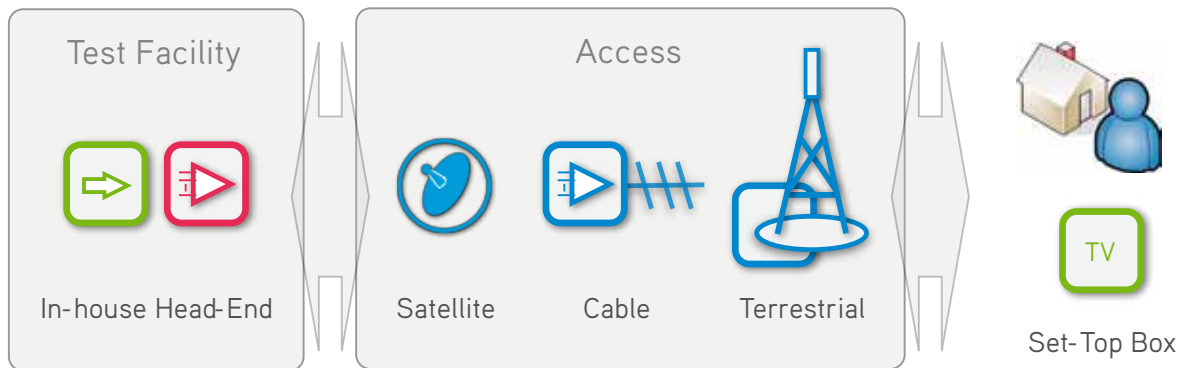 Test Facility
Access
In-house Head-End
Satellite
Cable
Terrestrial
TV
Set-Top Box